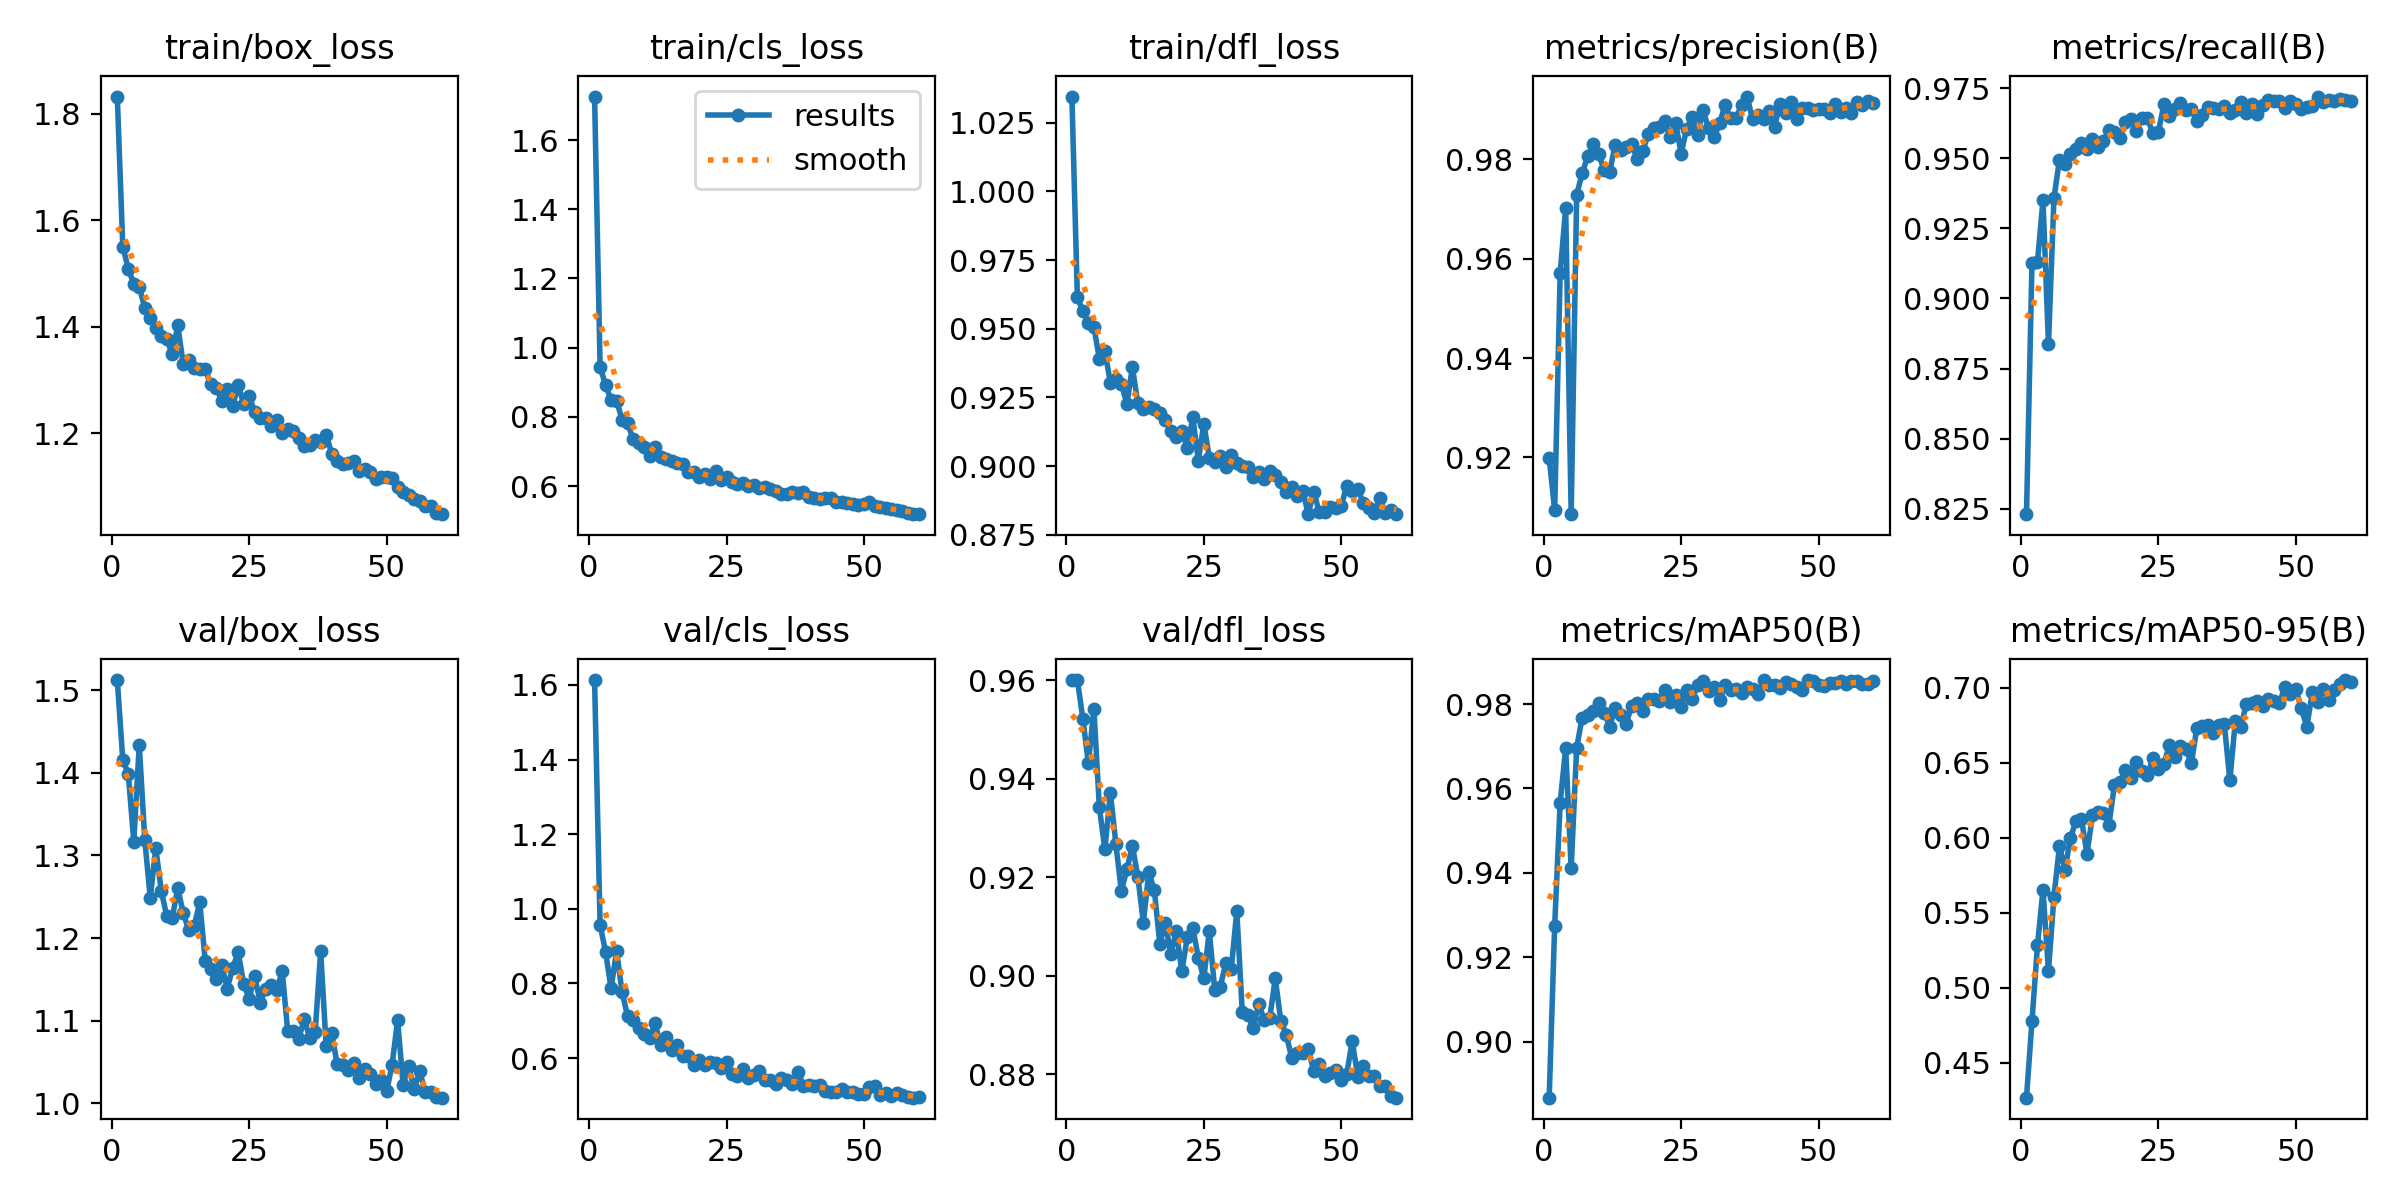 train/box_loss
1.8
1.6
1.4
1.2
0 25 50
train/cls_loss
results
smooth
1.6
1.4
1.2
1.0
0.8
0.6
0 25 50
train/dfl_loss
1.025
1.000
0.975
0.950
0.925
0.900
0.875
0 25 50
metrics/precision(B)
0.98
0.96
0.94
0.92
0 25 50
metrics/recall(B)
0.975
0.950
0.925
0.900
0.875
0.850
0.825
0 25 50
val/box_loss
1.5
1.4
1.3
1.2
1.1
1.0
0 25 50
val/cls_loss
1.6
1.4
1.2
1.0
0.8
0.6
0 25 50
val/dfl_loss
0.96
0.94
0.92
0.90
0.88
0 25 50
metrics/mAP50(B)
0.98
0.96
0.94
0.92
0.90
0 25 50
metrics/mAP50-95(B)
0.70
0.65
0.60
0.55
0.50
0.45
0 25 50